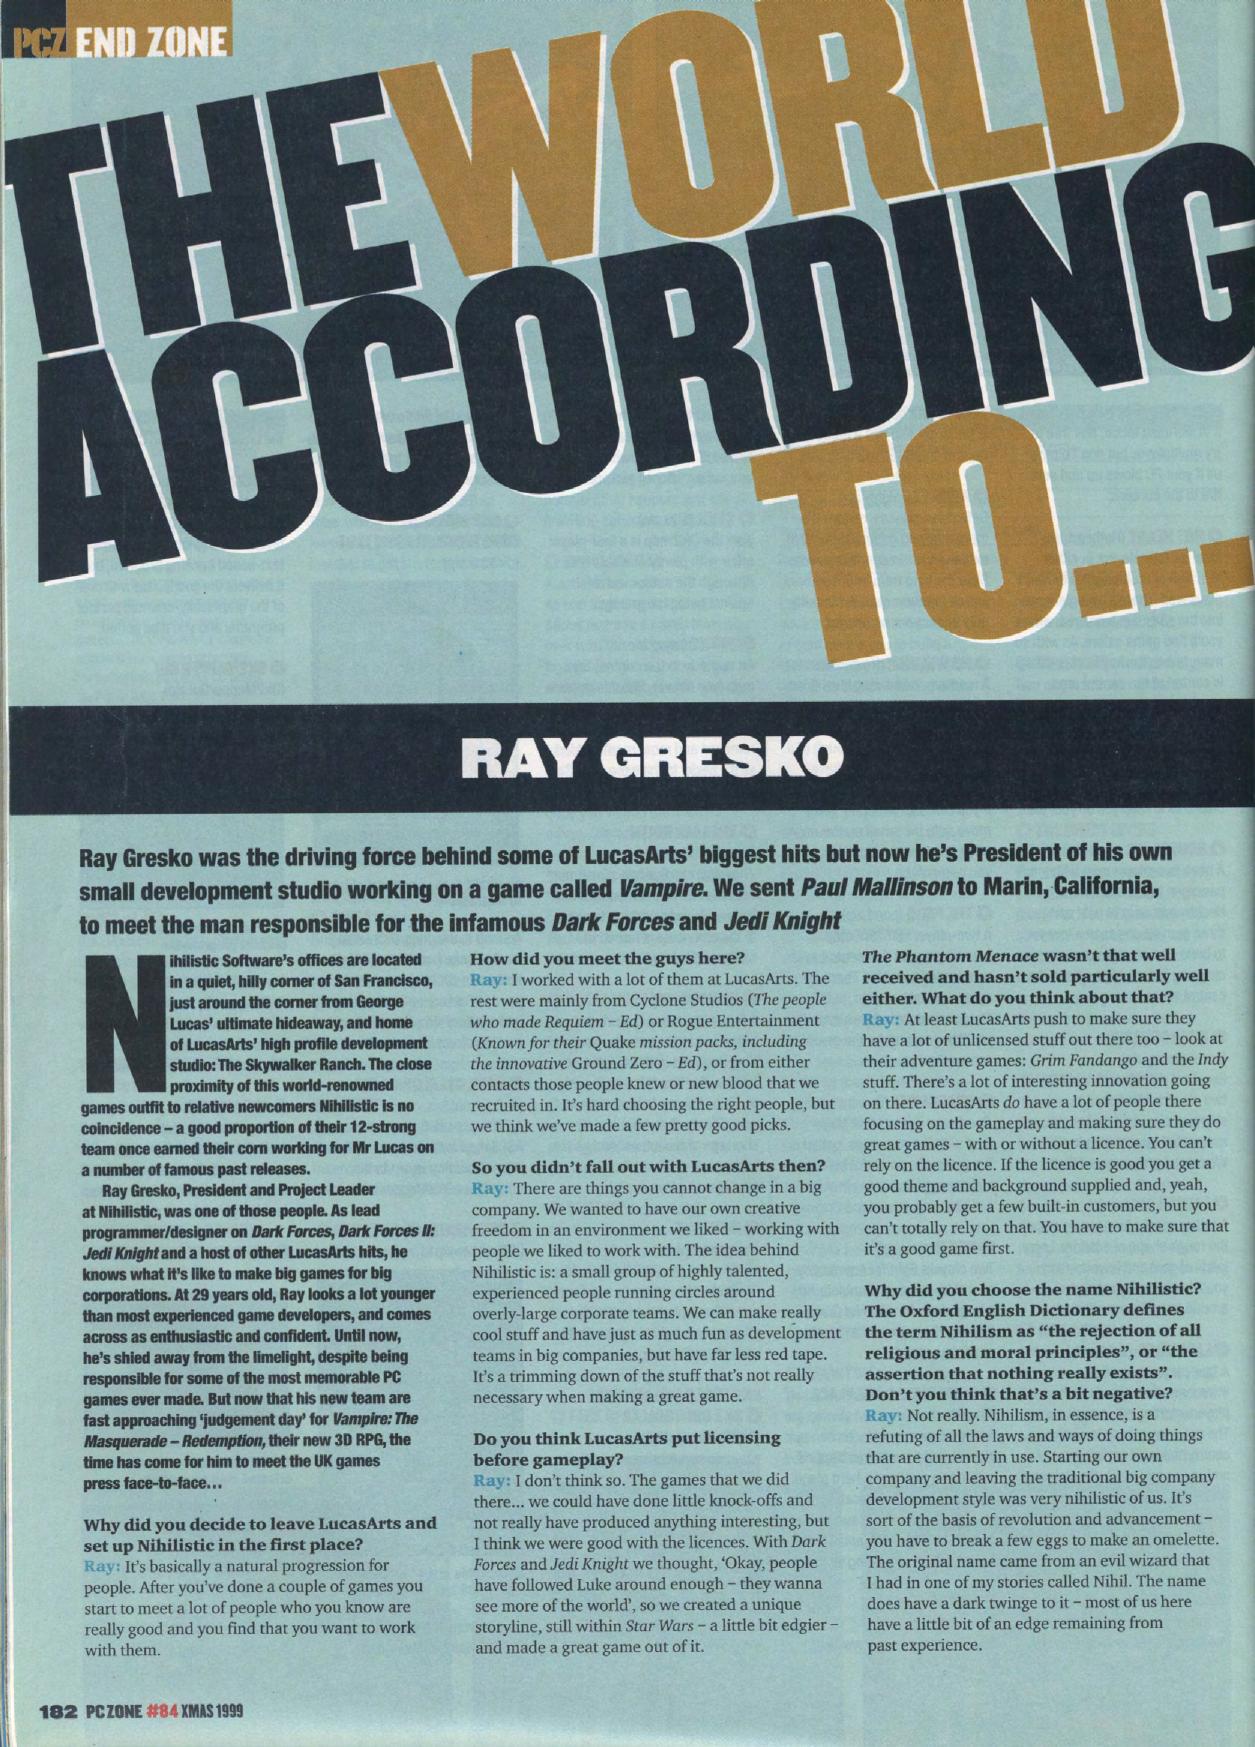 PCZ END ZONE
THE WORLD
ACCORDING
TO...
RAY GRESKO
Ray Gresko was the driving force behind some of LucasArts' biggest hits but now he's President of his own
small development studio working on a game called Vampire. We sent Paul Mallinson to Marin, California,
to meet the man responsible for the infamous Dark Forces and Jedi Knight
Nihilistic Software's offices are located
in a quiet, hilly corner of San Francisco,
just around the corner from George
Lucas' ultimate hideaway, and home
of LucasArts' high profile development
studio: The Skywalker Ranch. The close
proximity of this world-renowned
games outfit to relative newcomers Nihilistic is no
coincidence – a good proportion of their 12-strong
team once earned their corn working for Mr Lucas on
a number of famous past releases.
Ray Gresko, President and Project Leader
at Nihilistic, was one of those people. As lead
programmer/designer on Dark Forces, Dark Forces II:
Jedi Knight and a host of other LucasArts hits, he
knows what it's like to make big games for big
corporations. At 29 years old, Ray looks a lot younger
than most experienced game developers, and comes
across as enthusiastic and confident. Until now,
he's shied away from the limelight, despite being
responsible for some of the most memorable PC
games ever made. But now that his new team are
fast approaching 'judgement day' for Vampire: The
Masquerade – Redemption, their new 3D RPG, the
time has come for him to meet the UK games
press face-to-face...
Why did you decide to leave LucasArts and
set up Nihilistic in the first place?
Ray: It's basically a natural progression for
people. After you've done a couple of games you
start to meet a lot of people who you know are
really good and you find that you want to work
with them.
How did you meet the guys here?
Ray: I worked with a lot of them at LucasArts. The
rest were mainly from Cyclone Studios (The people
who made Requiem – Ed) or Rogue Entertainment
(Known for their Quake mission packs, including
the innovative Ground Zero – Ed), or from either
contacts those people knew or new blood that we
recruited in. It's hard choosing the right people, but
we think we've made a few pretty good picks.
So you didn't fall out with LucasArts then?
Ray: There are things you cannot change in a big
company. We wanted to have our own creative
freedom in an environment we liked – working with
people we liked to work with. The idea behind
Nihilistic is: a small group of highly talented,
experienced people running circles around
overly-large corporate teams. We can make really
cool stuff and have just as much fun as development
teams in big companies, but have far less red tape.
It's a trimming down of the stuff that's not really
necessary when making a great game.
Do you think LucasArts put licensing
before gameplay?
Ray: I don't think so. The games that we did
there... we could have done little knock-offs and
not really have produced anything interesting, but
I think we were good with the licences. With Dark
Forces and Jedi Knight we thought, 'Okay, people
have followed Luke around enough – they wanna
see more of the world', so we created a unique
storyline, still within Star Wars – a little bit edgier –
and made a great game out of it.
The Phantom Menace wasn't that well
received and hasn't sold particularly well
either. What do you think about that?
Ray: At least LucasArts push to make sure they
have a lot of unlicensed stuff out there too – look at
their adventure games: Grim Fandango and the Indy
stuff. There's a lot of interesting innovation going
on there. LucasArts do have a lot of people there
focusing on the gameplay and making sure they do
great games – with or without a licence. You can't
rely on the licence. If the licence is good you get a
good theme and background supplied and, yeah,
you probably get a few built-in customers, but you
can't totally rely on that. You have to make sure that
it's a good game first.
Why did you choose the name Nihilistic?
The Oxford English Dictionary defines
the term Nihilism as "the rejection of all
religious and moral principles", or "the
assertion that nothing really exists".
Don't you think that's a bit negative?
Ray: Not really. Nihilism, in essence, is a
refuting of all the laws and ways of doing things
that are currently in use. Starting our own
company and leaving the traditional big company
development style was very nihilistic of us. It's
sort of the basis of revolution and advancement –
you have to break a few eggs to make an omelette.
The original name came from an evil wizard that
I had in one of my stories called Nihil. The name
does have a dark twinge to it – most of us here
have a little bit of an edge remaining from
past experience.
182 PC ZONE #84 XMAS 1999